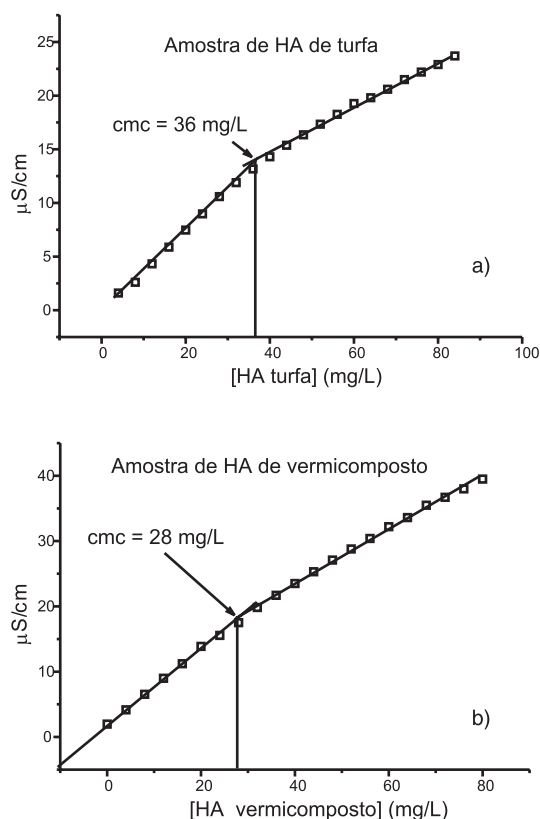 Amostra de HA de turfa
cmc = 36 mg/L
25
20
15
10
5
0
µS/cm
a)
0 20 40 60 80 100
[HA turfa] (mg/L)
Amostra de HA de vermicomposto
cmc = 28 mg/L
40
30
20
10
0
µS/cm
b)
0 20 40 60 80
[HA vermicomposto] (mg/L)